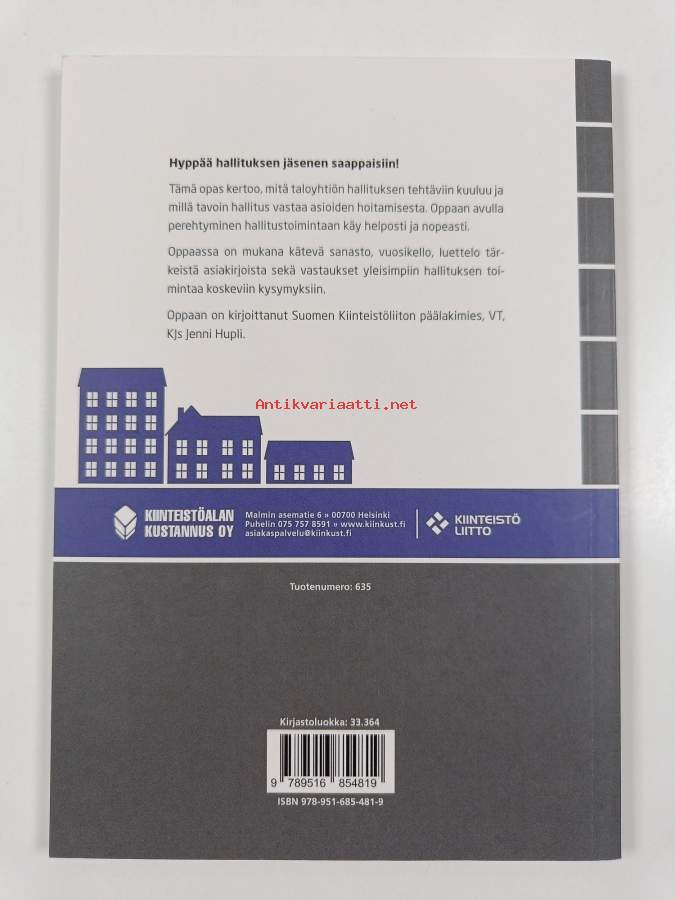 Hyppää hallituksen jäsenen saappaisiin!
Tämä opas kertoo, mitä taloyhtiön hallituksen tehtäviin kuuluu ja
millä tavoin hallitus vastaa asioiden hoitamisesta. Oppaan avulla
perehtyminen hallitustoimintaan käy helposti ja nopeasti.
Oppaassa on mukana kätevä sanasto, vuosikello, luettelo tär-
keistä asiakirjoista sekä vastaukset yleisimpiin hallituksen toi-
mintaa koskeviin kysymyksiin.
Oppaan on kirjoittanut Suomen Kiinteistöliiton päälakimies, VT,
KJs Jenni Hupli.
Antikvariaatti.net
KIINTEISTÖALAN
KUSTANNUS OY
Malmin asematie 6 » 00700 Helsinki
Puhelin 075 757 8591 » www.kiinkust.fi
asiakaspalvelu@kiinkust.fi
KIINTEISTÖ
LIITTO
Tuotenumero: 635
Kirjastoluokka: 33.364
9 789516 854819
ISBN 978-951-685-481-9